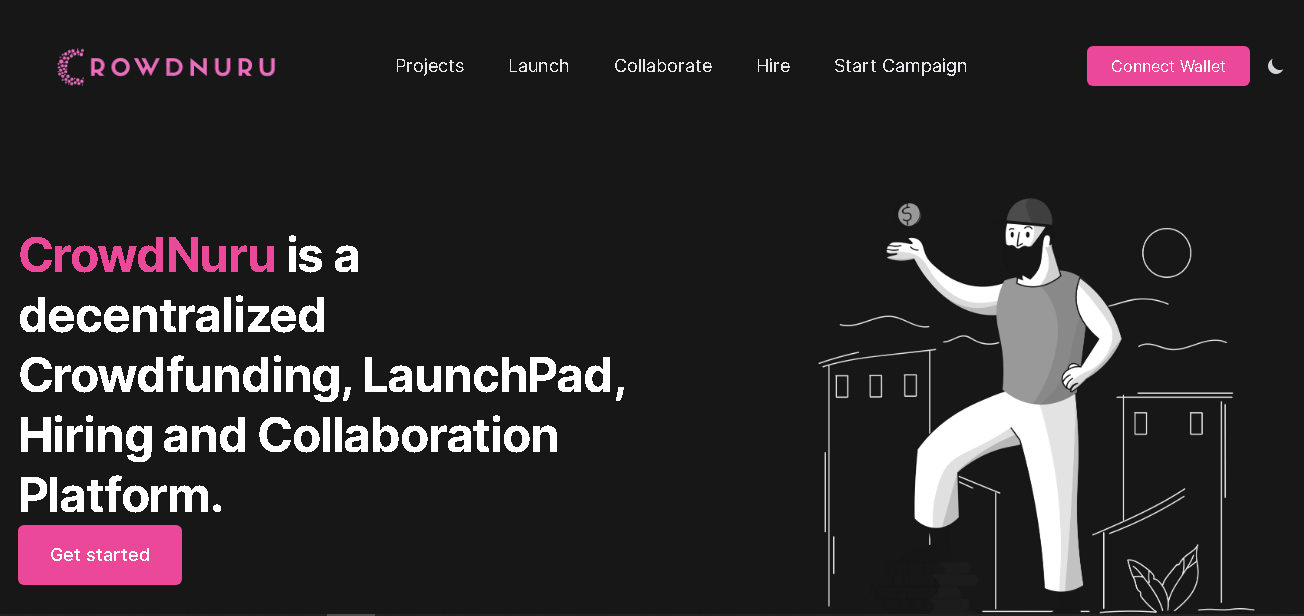 CROWDNURU
Projects
Launch
Collaborate
Hire
Start Campaign
Connect Wallet
$
CrowdNuru is a
decentralized
Crowdfunding, LaunchPad,
Hiring and Collaboration
Platform.
Get started